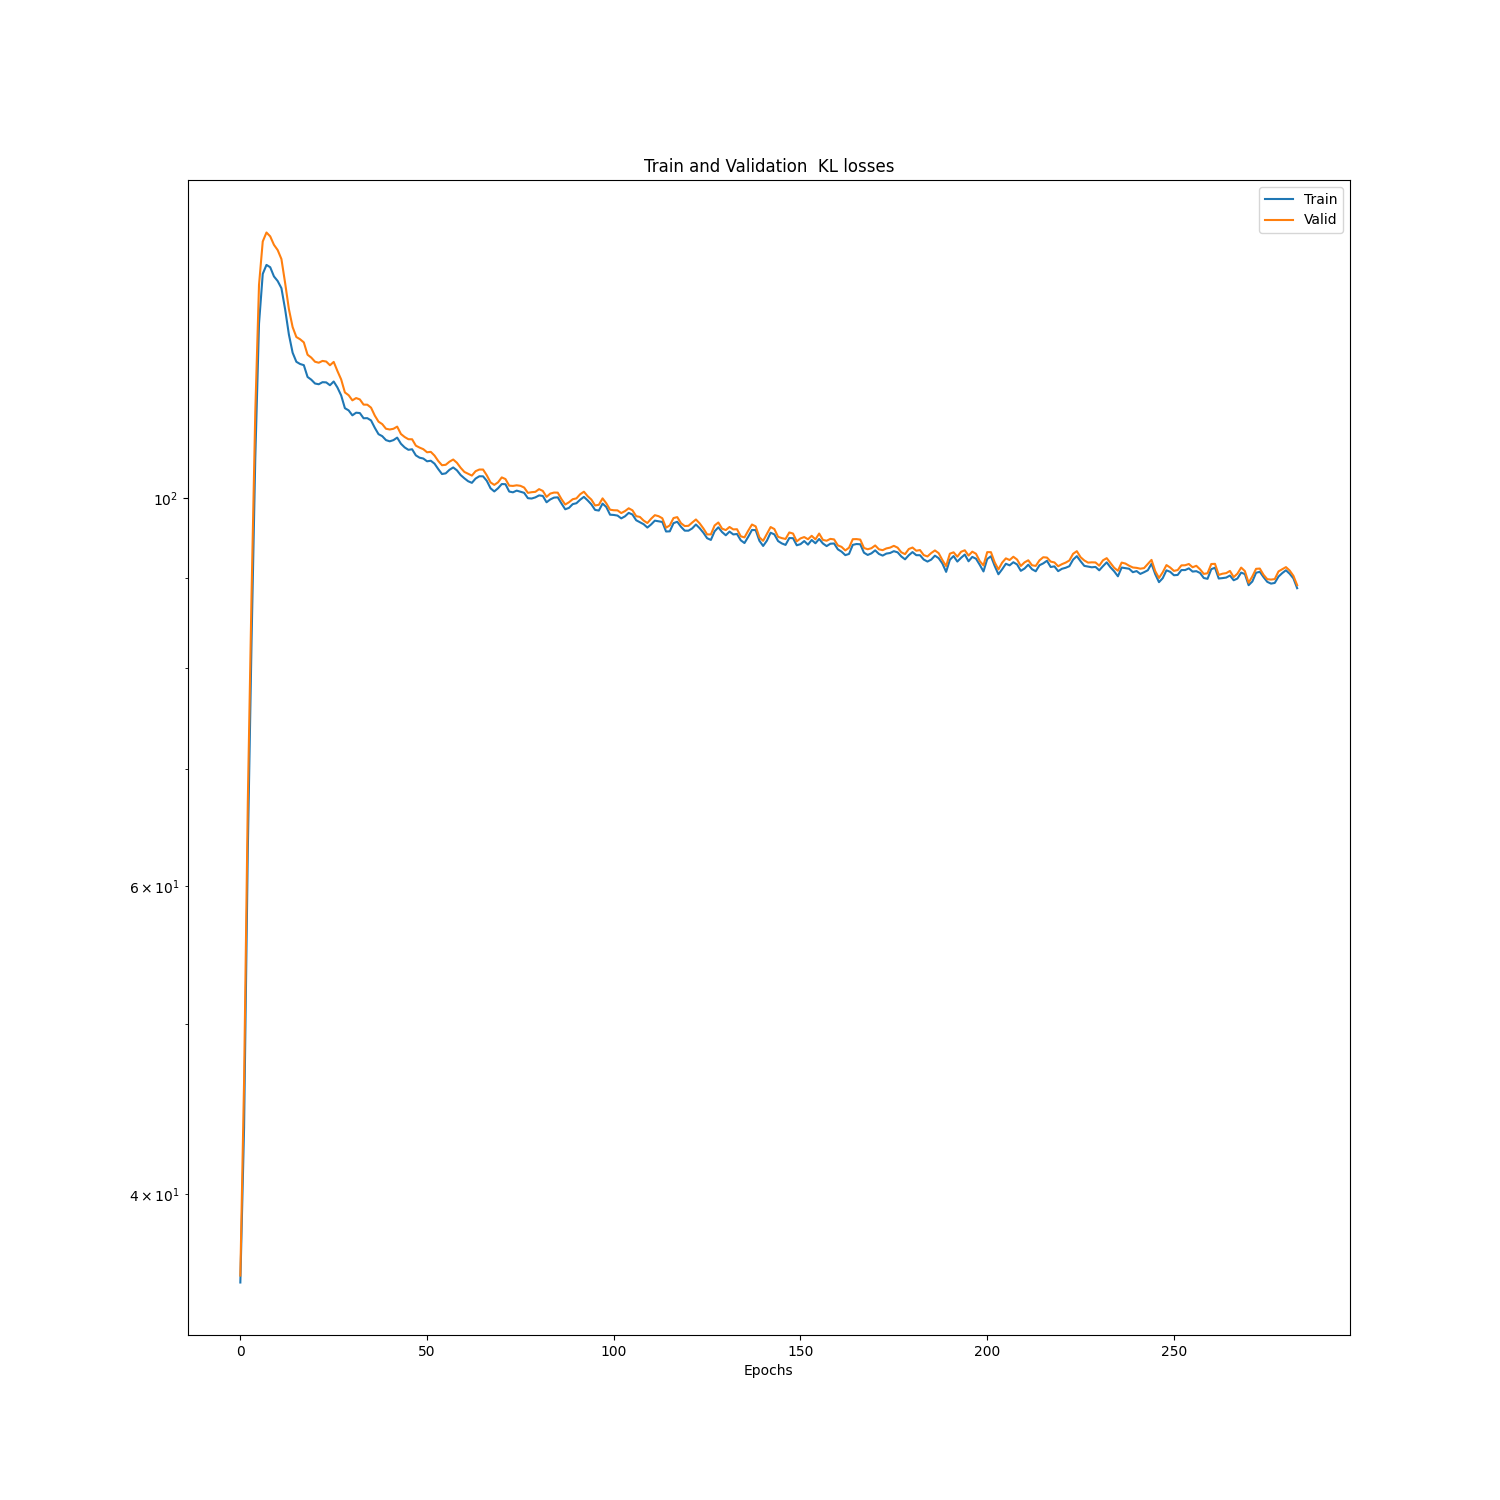 Train and Validation  KL losses
Train
Valid
10²
6 × 10¹
4 × 10¹
0 50 100 150 200 250
Epochs